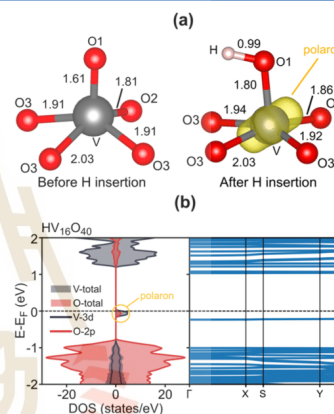 (a)
O1
1.61
1.81
O2
1.91
O3
V
1.91
2.03
O3
O3
Before H insertion
H
0.99
O1
1.80
1.86
1.94
O3
O3
V
1.92
2.03
O3
After H insertion
(b)
HV16O40
polaron
V-total
O-total
V-3d
O-2p
E-EF (eV)
2
1
0
-1
-2
-20
0
20
DOS (states/eV)
Γ
X
S
Y